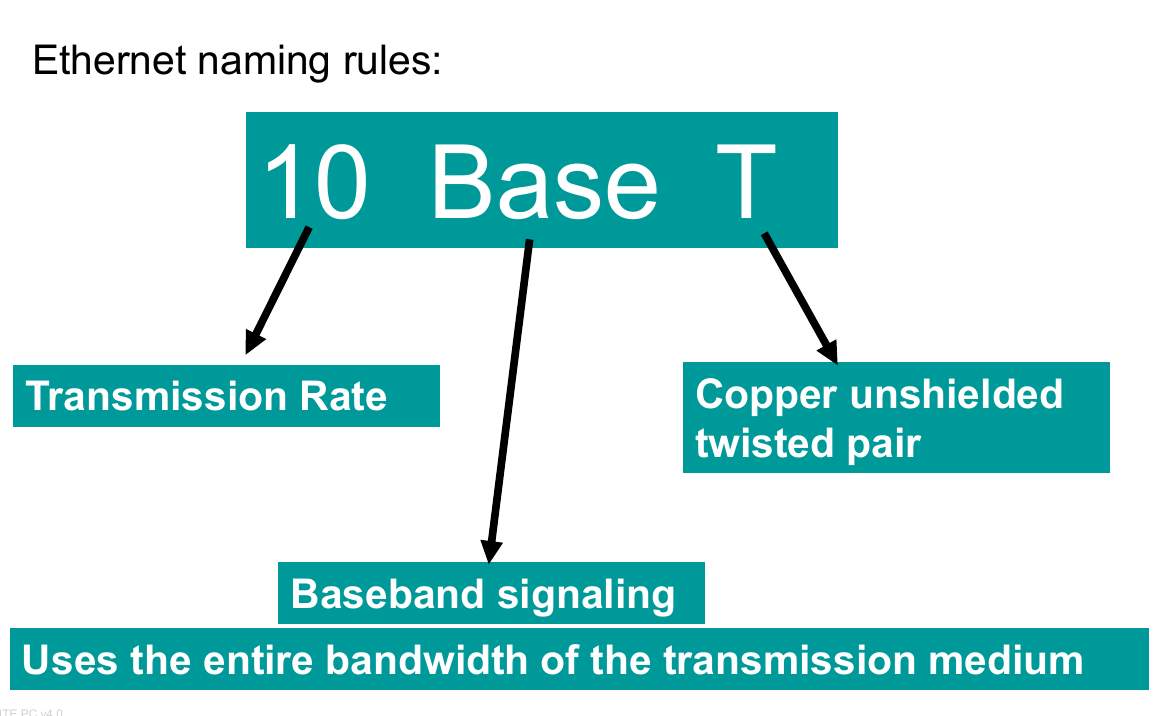 Ethernet naming rules:
10 Base T
Transmission Rate
Copper unshielded
twisted pair
Baseband signaling
Uses the entire bandwidth of the transmission medium
ITE PC v4.0